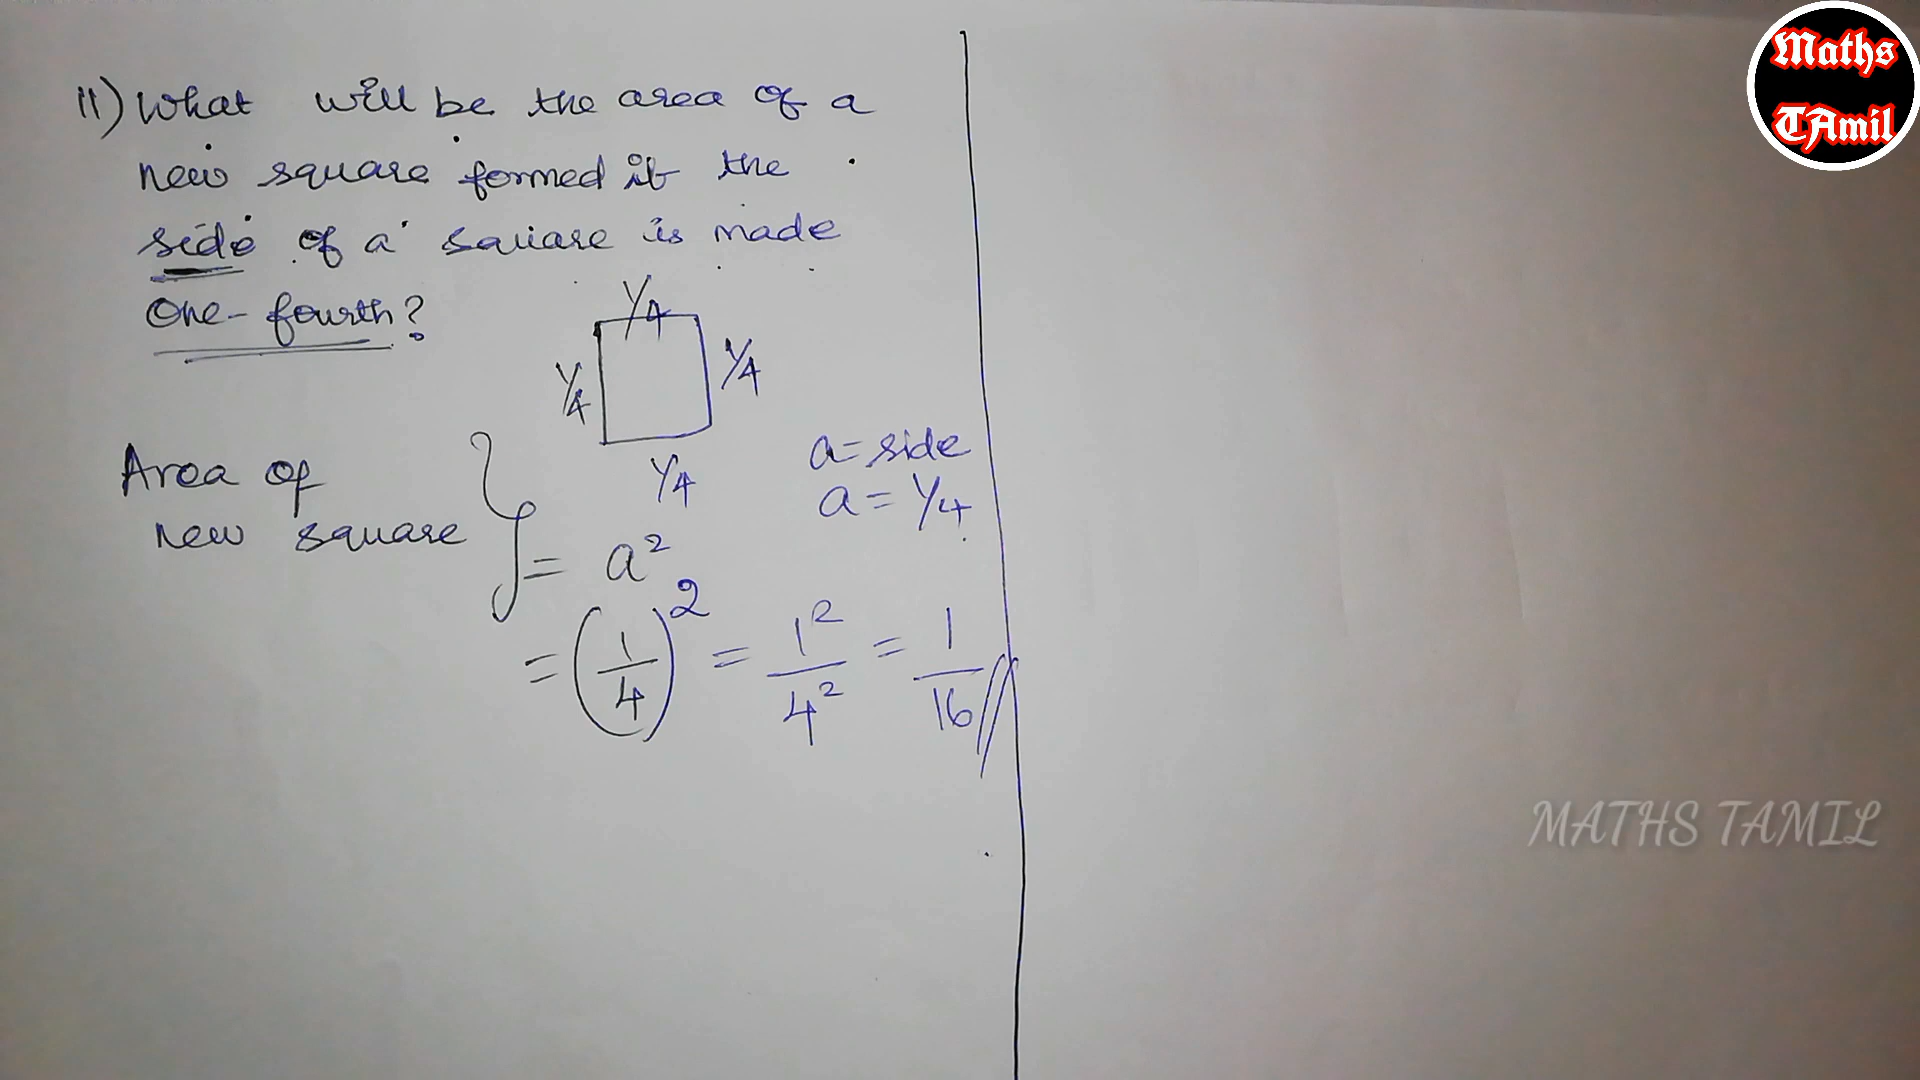 11) What will be the area of a
new square formed if the
side of a square is made
One-fourth?
1/4
1/4
1/4
1/4
Area of
new square
= a²
a = side
a = 1/4
= (1/4)² = 1²/4² = 1/16
Maths
TAmil
MATHS TAMIL